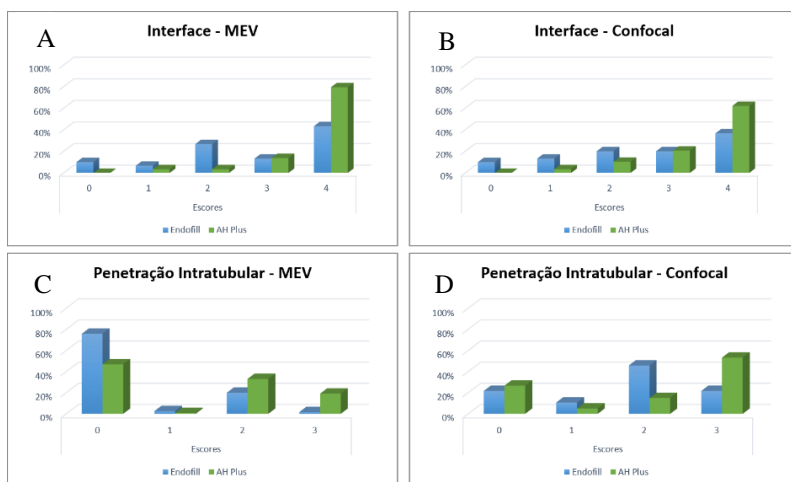 A
Interface - MEV
100%
80%
60%
40%
20%
0%
0 1 2 3 4
Escores
Endofill AH Plus
B
Interface - Confocal
100%
80%
60%
40%
20%
0%
0 1 2 3 4
Escores
Endofill AH Plus
C
Penetração Intratubular - MEV
100%
80%
60%
40%
20%
0%
0 1 2 3
Escores
Endofill AH Plus
D
Penetração Intratubular - Confocal
100%
80%
60%
40%
20%
0%
0 1 2 3
Escores
Endofill AH Plus